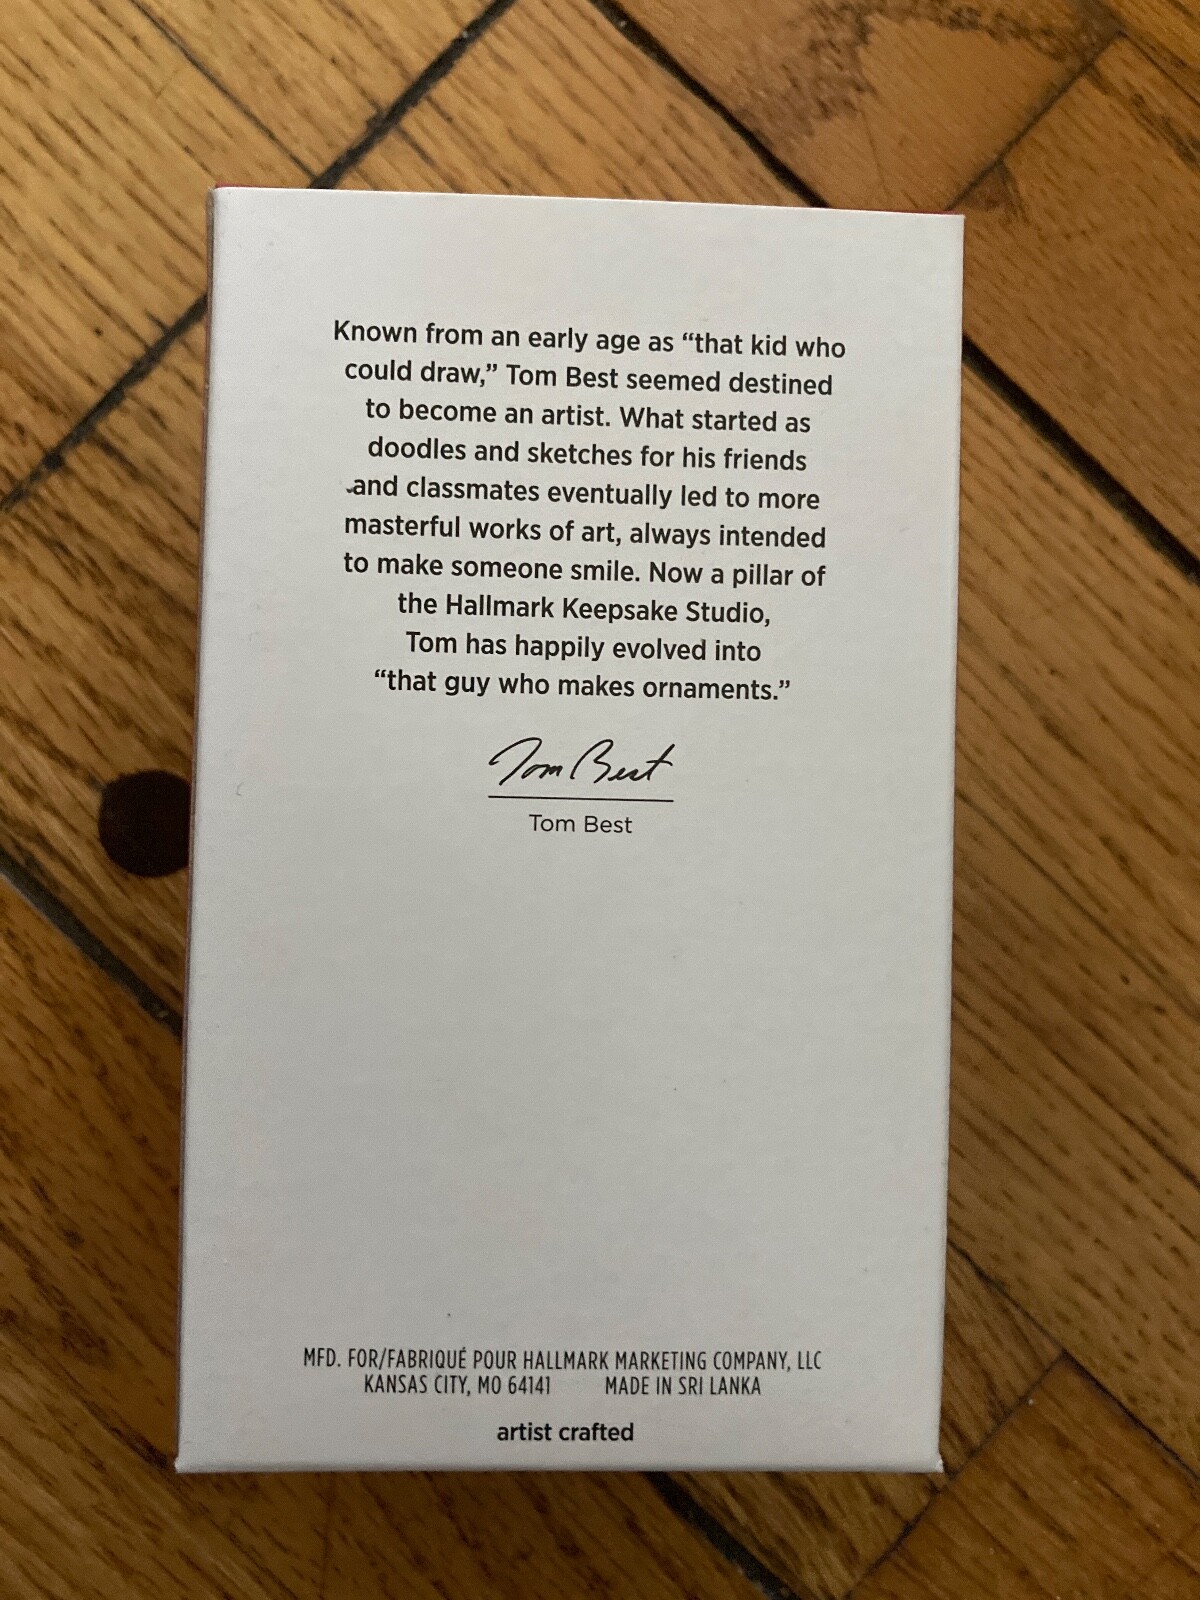 Known from an early age as “that kid who
could draw,” Tom Best seemed destined
to become an artist. What started as
doodles and sketches for his friends
and classmates eventually led to more
masterful works of art, always intended
to make someone smile. Now a pillar of
the Hallmark Keepsake Studio,
Tom has happily evolved into
“that guy who makes ornaments.”
Tom Best
Tom Best
MFD. FOR/FABRIQUÉ POUR HALLMARK MARKETING COMPANY, LLC
KANSAS CITY, MO 64141 MADE IN SRI LANKA
artist crafted